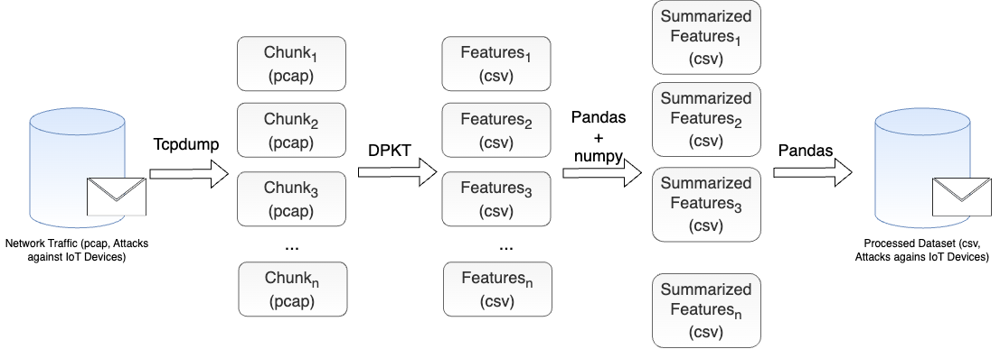 Network Traffic (pcap, Attacks
against IoT Devices)
Tcpdump
Chunk1
(pcap)
Chunk2
(pcap)
Chunk3
(pcap)
...
Chunkn
(pcap)
DPKT
Features1
(csv)
Features2
(csv)
Features3
(csv)
...
Featuresn
(csv)
Pandas
+
numpy
Summarized
Features1
(csv)
Summarized
Features2
(csv)
Summarized
Features3
(csv)
Summarized
Featuresn
(csv)
Pandas
Processed Dataset (csv,
Attacks agains IoT Devices)